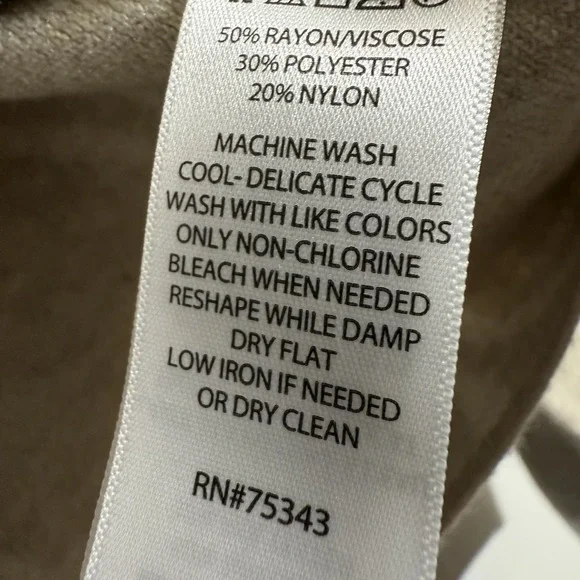 50% RAYON/VISCOSE
30% POLYESTER
20% NYLON
MACHINE WASH
COOL- DELICATE CYCLE
WASH WITH LIKE COLORS
ONLY NON-CHLORINE
BLEACH WHEN NEEDED
RESHAPE WHILE DAMP
DRY FLAT
LOW IRON IF NEEDED
OR DRY CLEAN
RN#75343